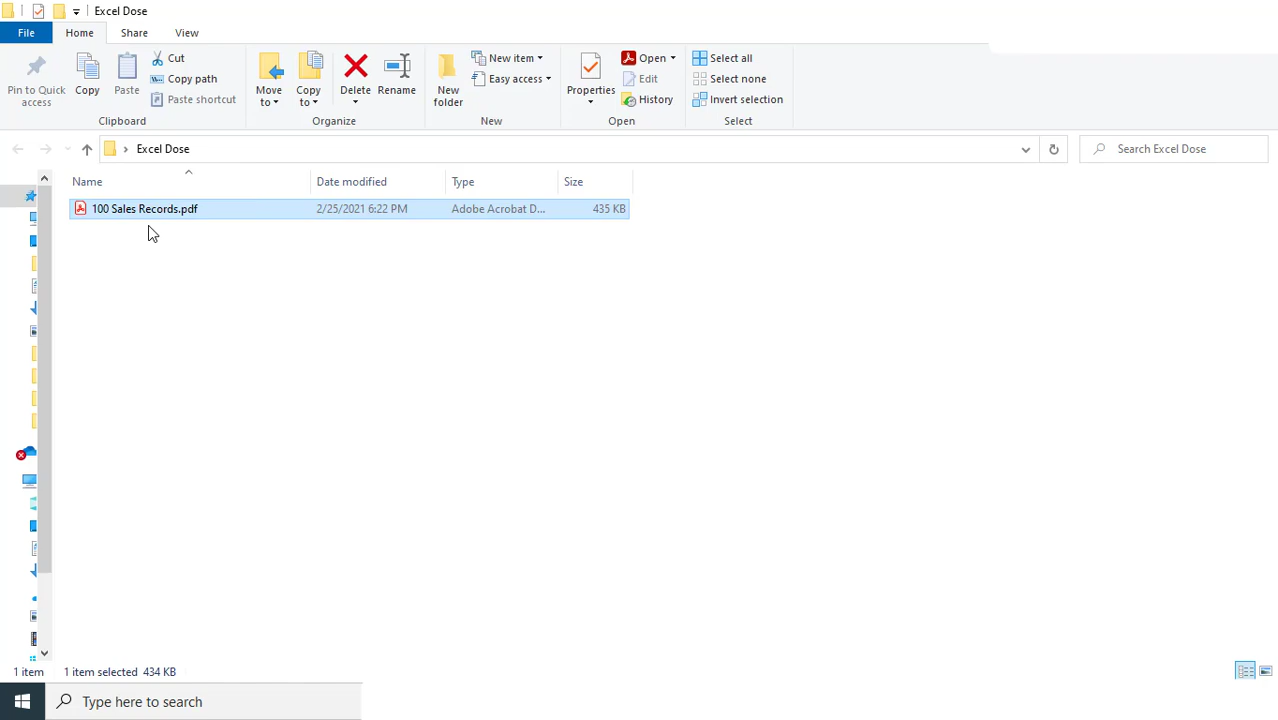 Excel Dose
File Home Share View
Pin to Quick access
Copy
Paste
Cut
Copy path
Paste shortcut
Clipboard
Move to
Copy to
Delete
Rename
Organize
New folder
New item
Easy access
New
Properties
Open
Edit
History
Open
Select all
Select none
Invert selection
Select
Excel Dose
Search Excel Dose
Name Date modified Type Size
100 Sales Records.pdf 2/25/2021 6:22 PM Adobe Acrobat D... 435 KB
1 item 1 item selected 434 KB
Type here to search